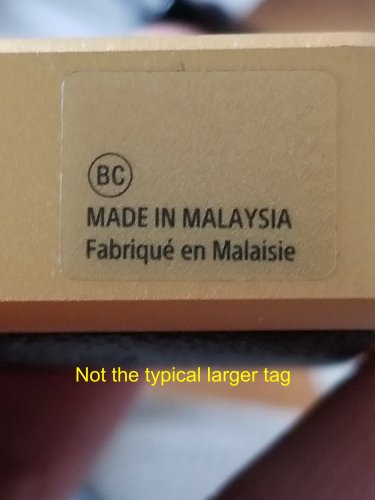 BC
MADE IN MALAYSIA
Fabriqué en Malaisie
Not the typical larger tag